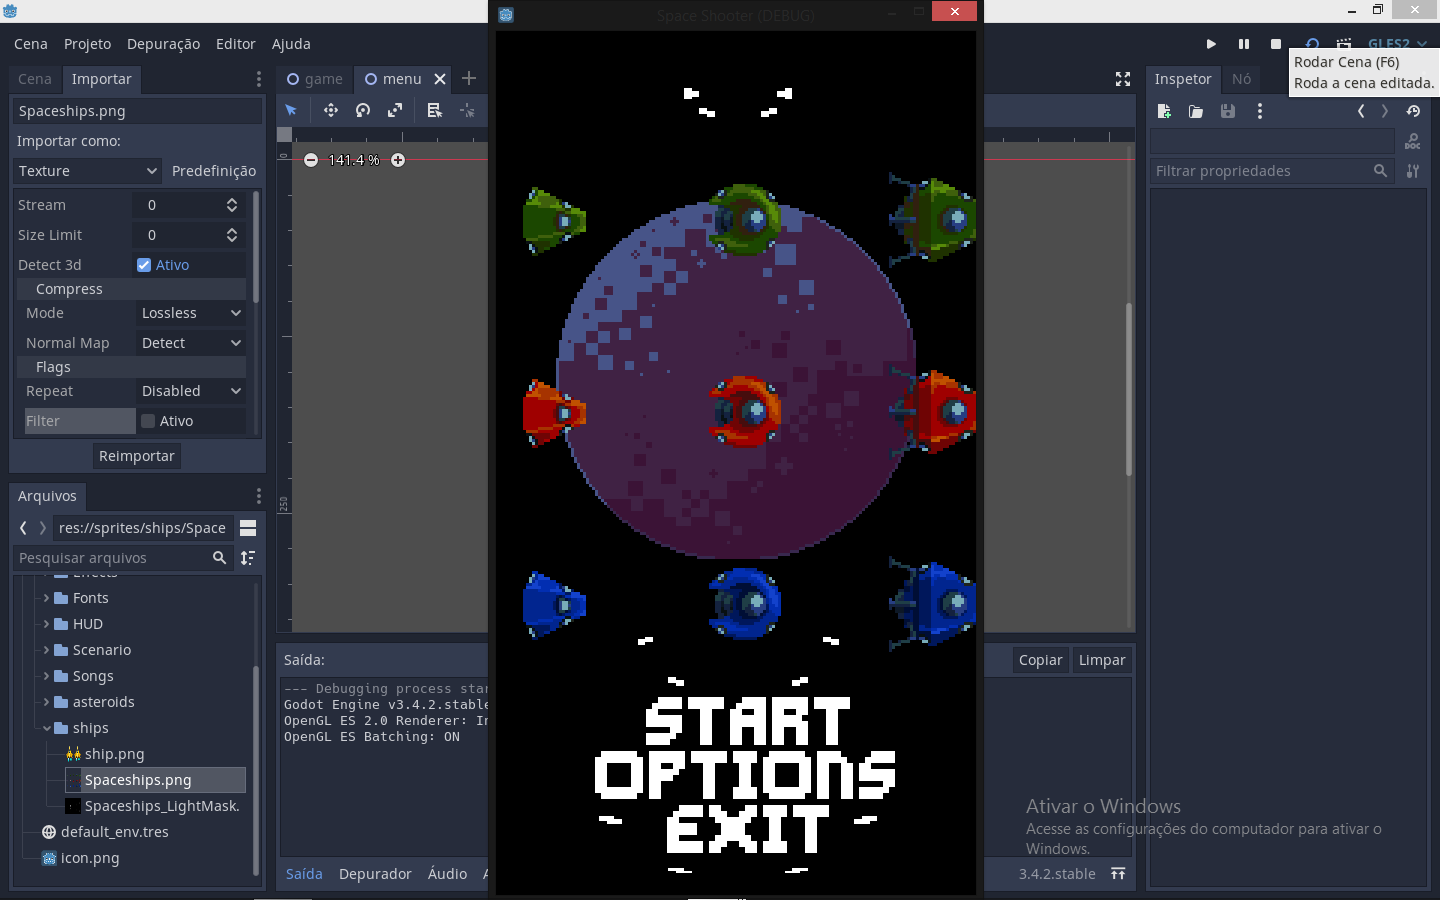 Space Shooter (DEBUG)
Cena Projeto Depuração Editor Ajuda
GLES2
Rodar Cena (F6)
Roda a cena editada.
Cena Importar
game menu
Inspetor Nó
Spaceships.png
Importar como:
Texture Predefinição
141.4 %
Filtrar propriedades
Stream 0
Size Limit 0
Detect 3d Ativo
Compress
Mode Lossless
Normal Map Detect
Flags
Repeat Disabled
Filter Ativo
Reimportar
0
250
DOC
Arquivos
res://sprites/ships/Space
Pesquisar arquivos
Effects
Fonts
HUD
Scenario
Songs
asteroids
ships
ship.png
Spaceships.png
Spaceships_LightMask.
default_env.tres
icon.png
Saída:
Copiar Limpar
--- Debugging process star
Godot Engine v3.4.2.stable
OpenGL ES 2.0 Renderer: In
OpenGL ES Batching: ON
START
OPTIONS
EXIT
Saída Depurador Áudio A
3.4.2.stable
Ativar o Windows
Acesse as configurações do computador para ativar o
Windows.